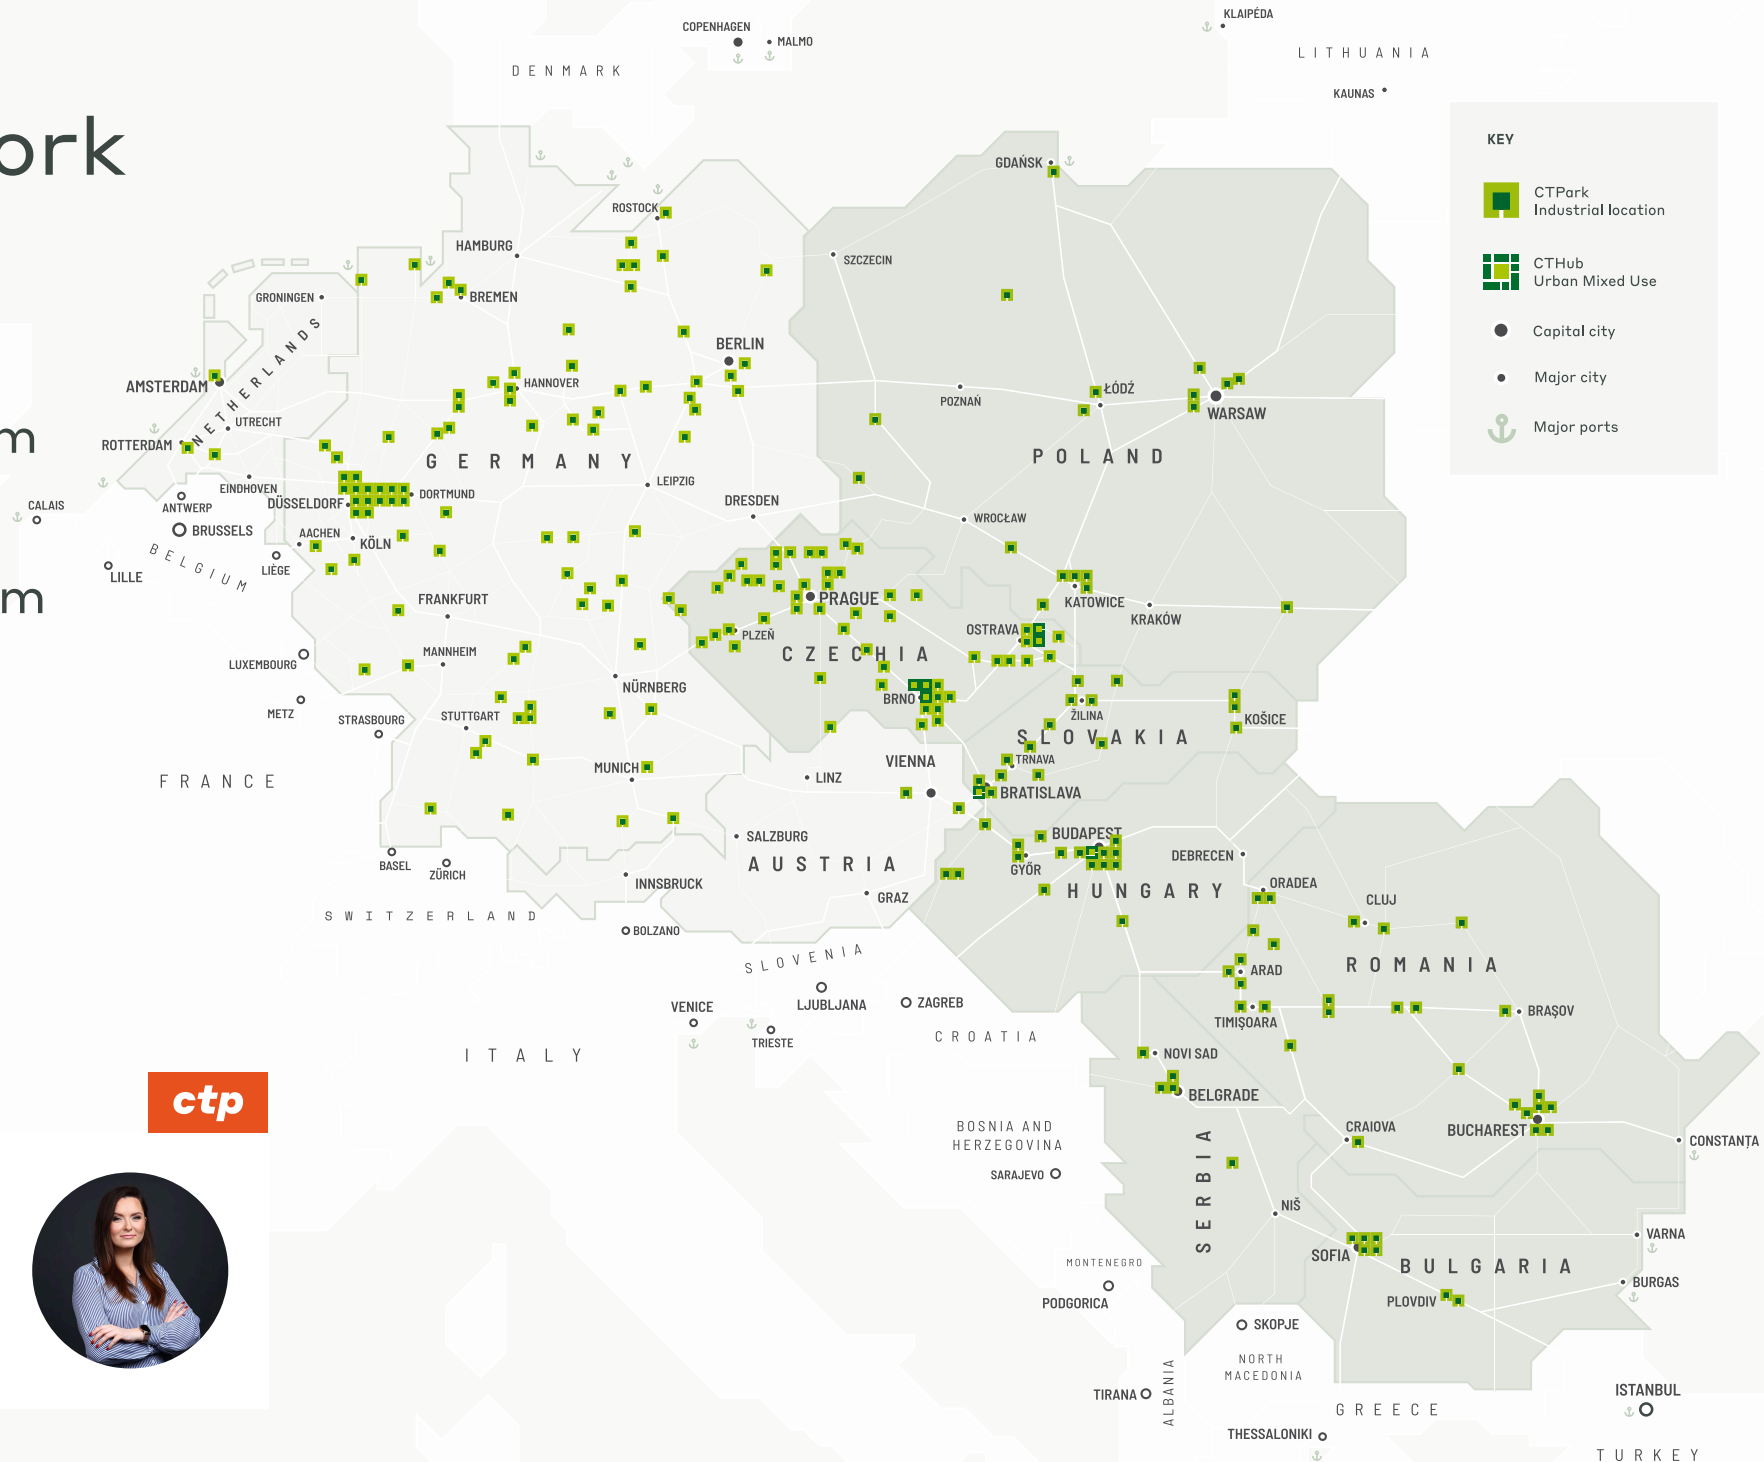 ork
m
m
ctp
KEY
CTPark
Industrial location
CTHub
Urban Mixed Use
Capital city
Major city
Major ports
COPENHAGEN
MALMO
DENMARK
KLAIPÉDA
LITHUANIA
KAUNAS
GDAŃSK
ROSTOCK
HAMBURG
SZCZECIN
GRONINGEN
BREMEN
NETHERLANDS
BERLIN
AMSTERDAM
HANNOVER
POZNAŃ
ŁÓDŹ
WARSAW
UTRECHT
ROTTERDAM
GERMANY
POLAND
EINDHOVEN
DÜSSELDORF
DORTMUND
LEIPZIG
DRESDEN
CALAIS
ANTWERP
BRUSSELS
WROCŁAW
AACHEN
KÖLN
BELGIUM
LIÈGE
LILLE
FRANKFURT
PRAGUE
KATOWICE
KRAKÓW
OSTRAVA
PLZEŇ
CZECHIA
LUXEMBOURG
MANNHEIM
NÜRNBERG
BRNO
METZ
STRASBOURG
STUTTGART
ŽILINA
KOŠICE
SLOVAKIA
FRANCE
MUNICH
LINZ
VIENNA
TRNAVA
BRATISLAVA
SALZBURG
BUDAPEST
DEBRECEN
BASEL
ZÜRICH
AUSTRIA
GYŐR
HUNGARY
ORADEA
INNSBRUCK
GRAZ
CLUJ
SWITZERLAND
BOLZANO
SLOVENIA
ROMANIA
ARAD
VENICE
LJUBLJANA
ZAGREB
TIMIŞOARA
BRAŞOV
TRIESTE
CROATIA
ITALY
NOVI SAD
BELGRADE
BOSNIA AND
HERZEGOVINA
CRAIOVA
BUCHAREST
CONSTANȚA
SARAJEVO
SERBIA
NIŠ
VARNA
MONTENEGRO
SOFIA
BULGARIA
BURGAS
PODGORICA
PLOVDIV
SKOPJE
NORTH
MACEDONIA
TIRANA
ALBANIA
GREECE
ISTANBUL
THESSALONIKI
TURKEY